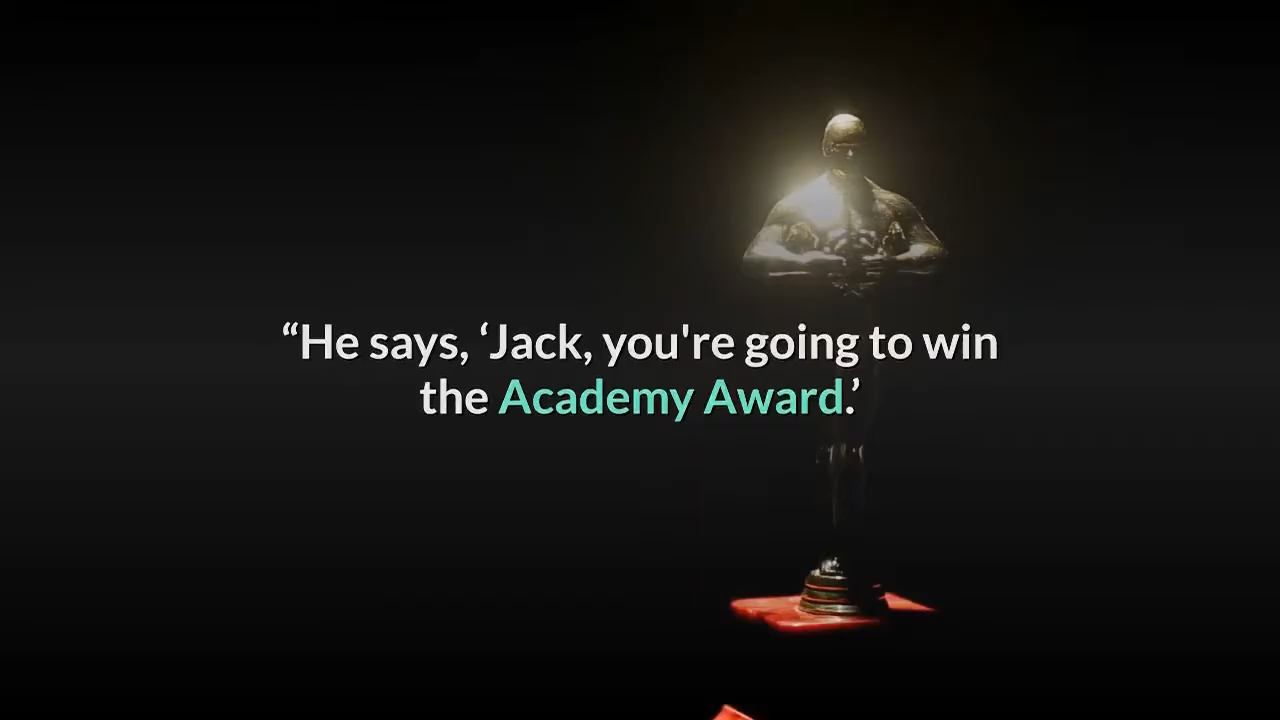 “He says, ‘Jack, you're going to win
the Academy Award.’